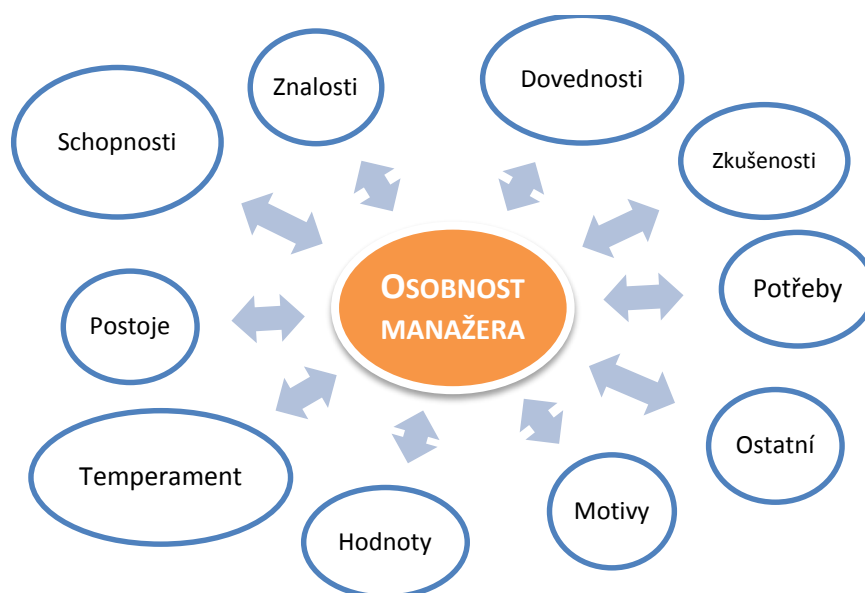 Znalosti
Dovednosti
Schopnosti
Zkušenosti
OSOBNOST
MANAŽERA
Potřeby
Postoje
Ostatní
Temperament
Motivy
Hodnoty